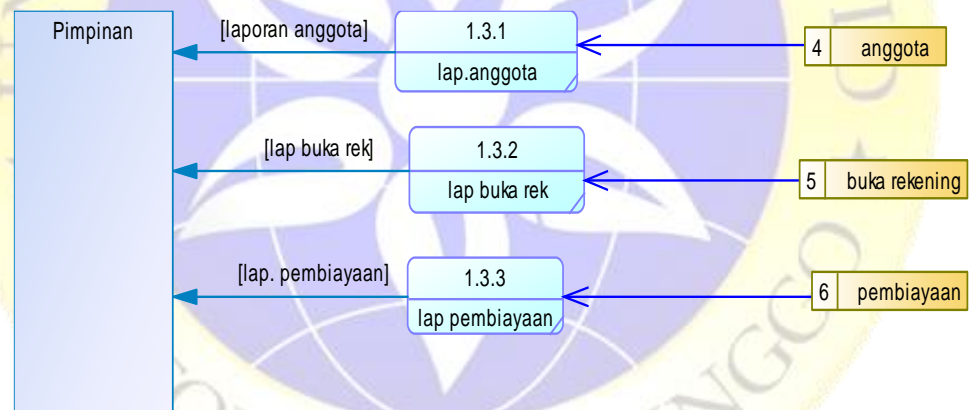 Pimpinan
[laporan anggota]
1.3.1
lap.anggota
4 anggota
[lap buka rek]
1.3.2
lap buka rek
5 buka rekening
[lap. pembiayaan]
1.3.3
lap pembiayaan
6 pembiayaan